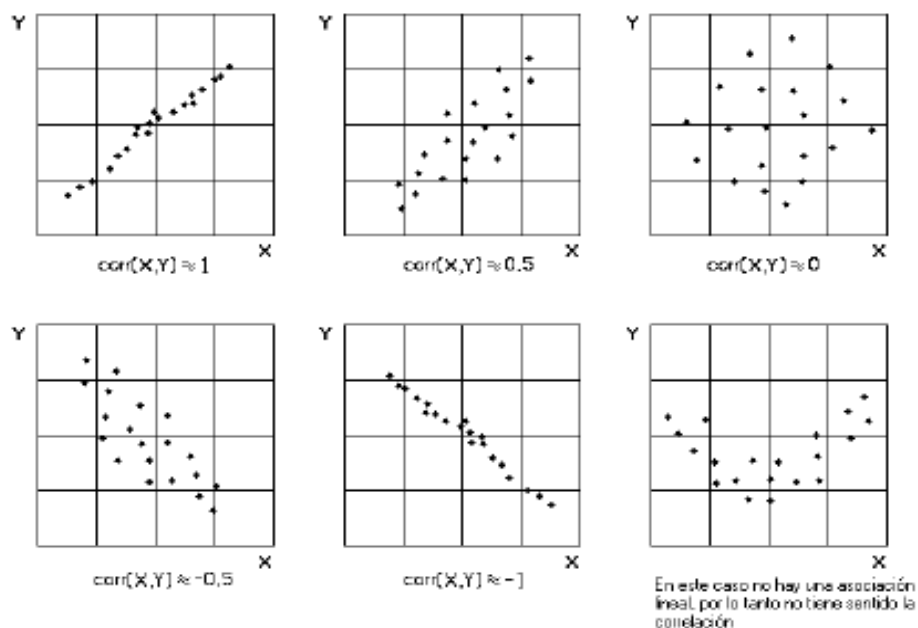 Y
Y
Y
X
X
X
corr(X,Y) ≈ 1
corr(X,Y) ≈ 0.5
corr(X,Y) ≈ 0
Y
Y
Y
X
X
X
corr(X,Y) ≈ -0,5
corr(X,Y) ≈ -1
En este caso no hay una asociación
lineal, por lo tanto no tiene sentido la
correlación